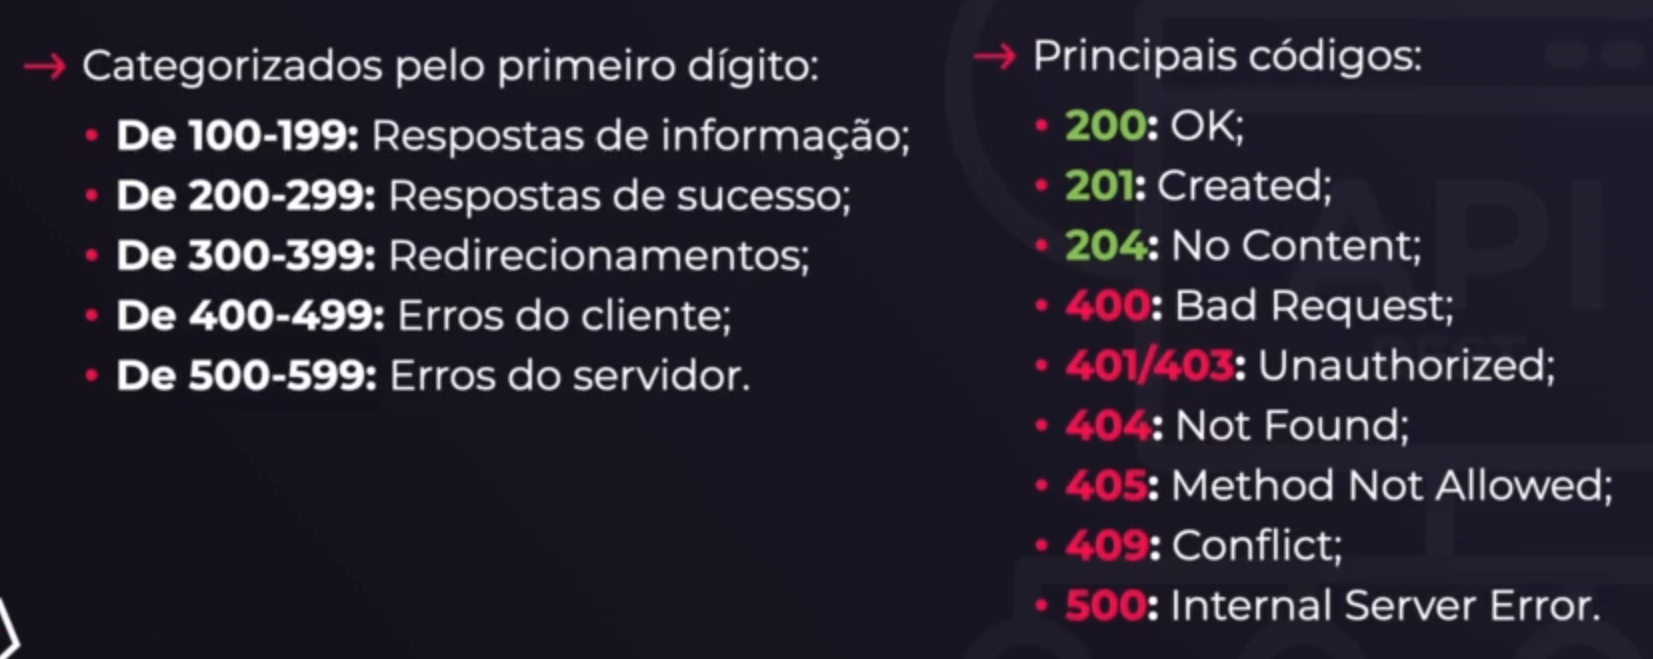 → Categorizados pelo primeiro dígito:
• De 100-199: Respostas de informação;
• De 200-299: Respostas de sucesso;
• De 300-399: Redirecionamentos;
• De 400-499: Erros do cliente;
• De 500-599: Erros do servidor.
→ Principais códigos:
• 200: OK;
• 201: Created;
• 204: No Content;
• 400: Bad Request;
• 401/403: Unauthorized;
• 404: Not Found;
• 405: Method Not Allowed;
• 409: Conflict;
• 500: Internal Server Error.
API
REST